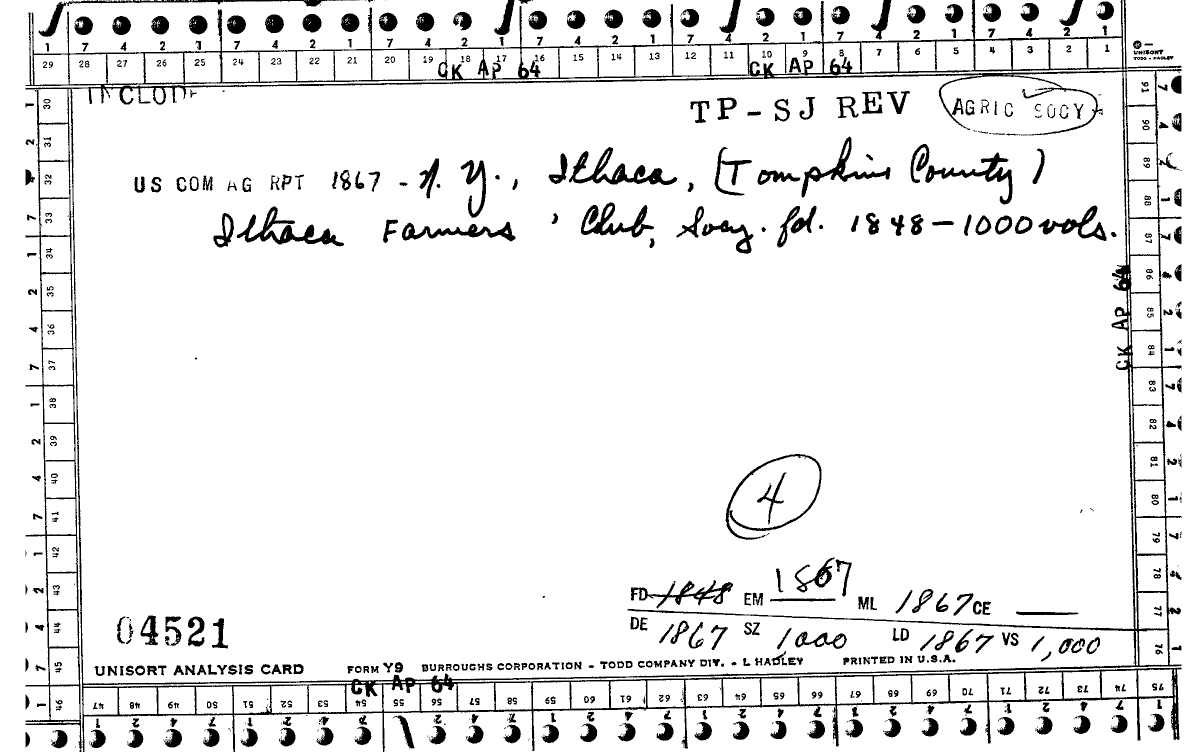 7 4 2 1 7 4 2 1 7 4 2 1 7 4 2 1 7 4 2 1 7 4 2 1 7 4 2 1
29 28 27 26 25 24 23 22 21 20 19 18 17 16 15 14 13 12 11 10 9 8 7 6 5 4 3 2 1
UNISORT
TODD - HADLEY
CK AP 64 CK AP 64
INCLUDE
TP-SJ REV AGRIC SOCY
US COM AG RPT 1867 - N. Y., Ithaca, (Tompkins County)
Ithaca Farmers' Club, Socy. fd. 1848 - 1000 vols.
30 31 32 33 34 35 36 37 38 39 40 41 42 43 44 45 46
91 90 89 88 87 86 85 84 83 82 81 80 79 78 77 76 75
CK AP 64
4
FD 1848 EM 1867 ML 1867 CE
DE 1867 SZ 1,000 LD 1867 VS 1,000
04521
UNISORT ANALYSIS CARD FORM Y9 BURROUGHS CORPORATION - TODD COMPANY DIV. - L HADLEY PRINTED IN U.S.A.
CK AP 64
47 48 49 50 51 52 53 54 55 56 57 58 59 60 61 62 63 64 65 66 67 68 69 70 71 72 73 74